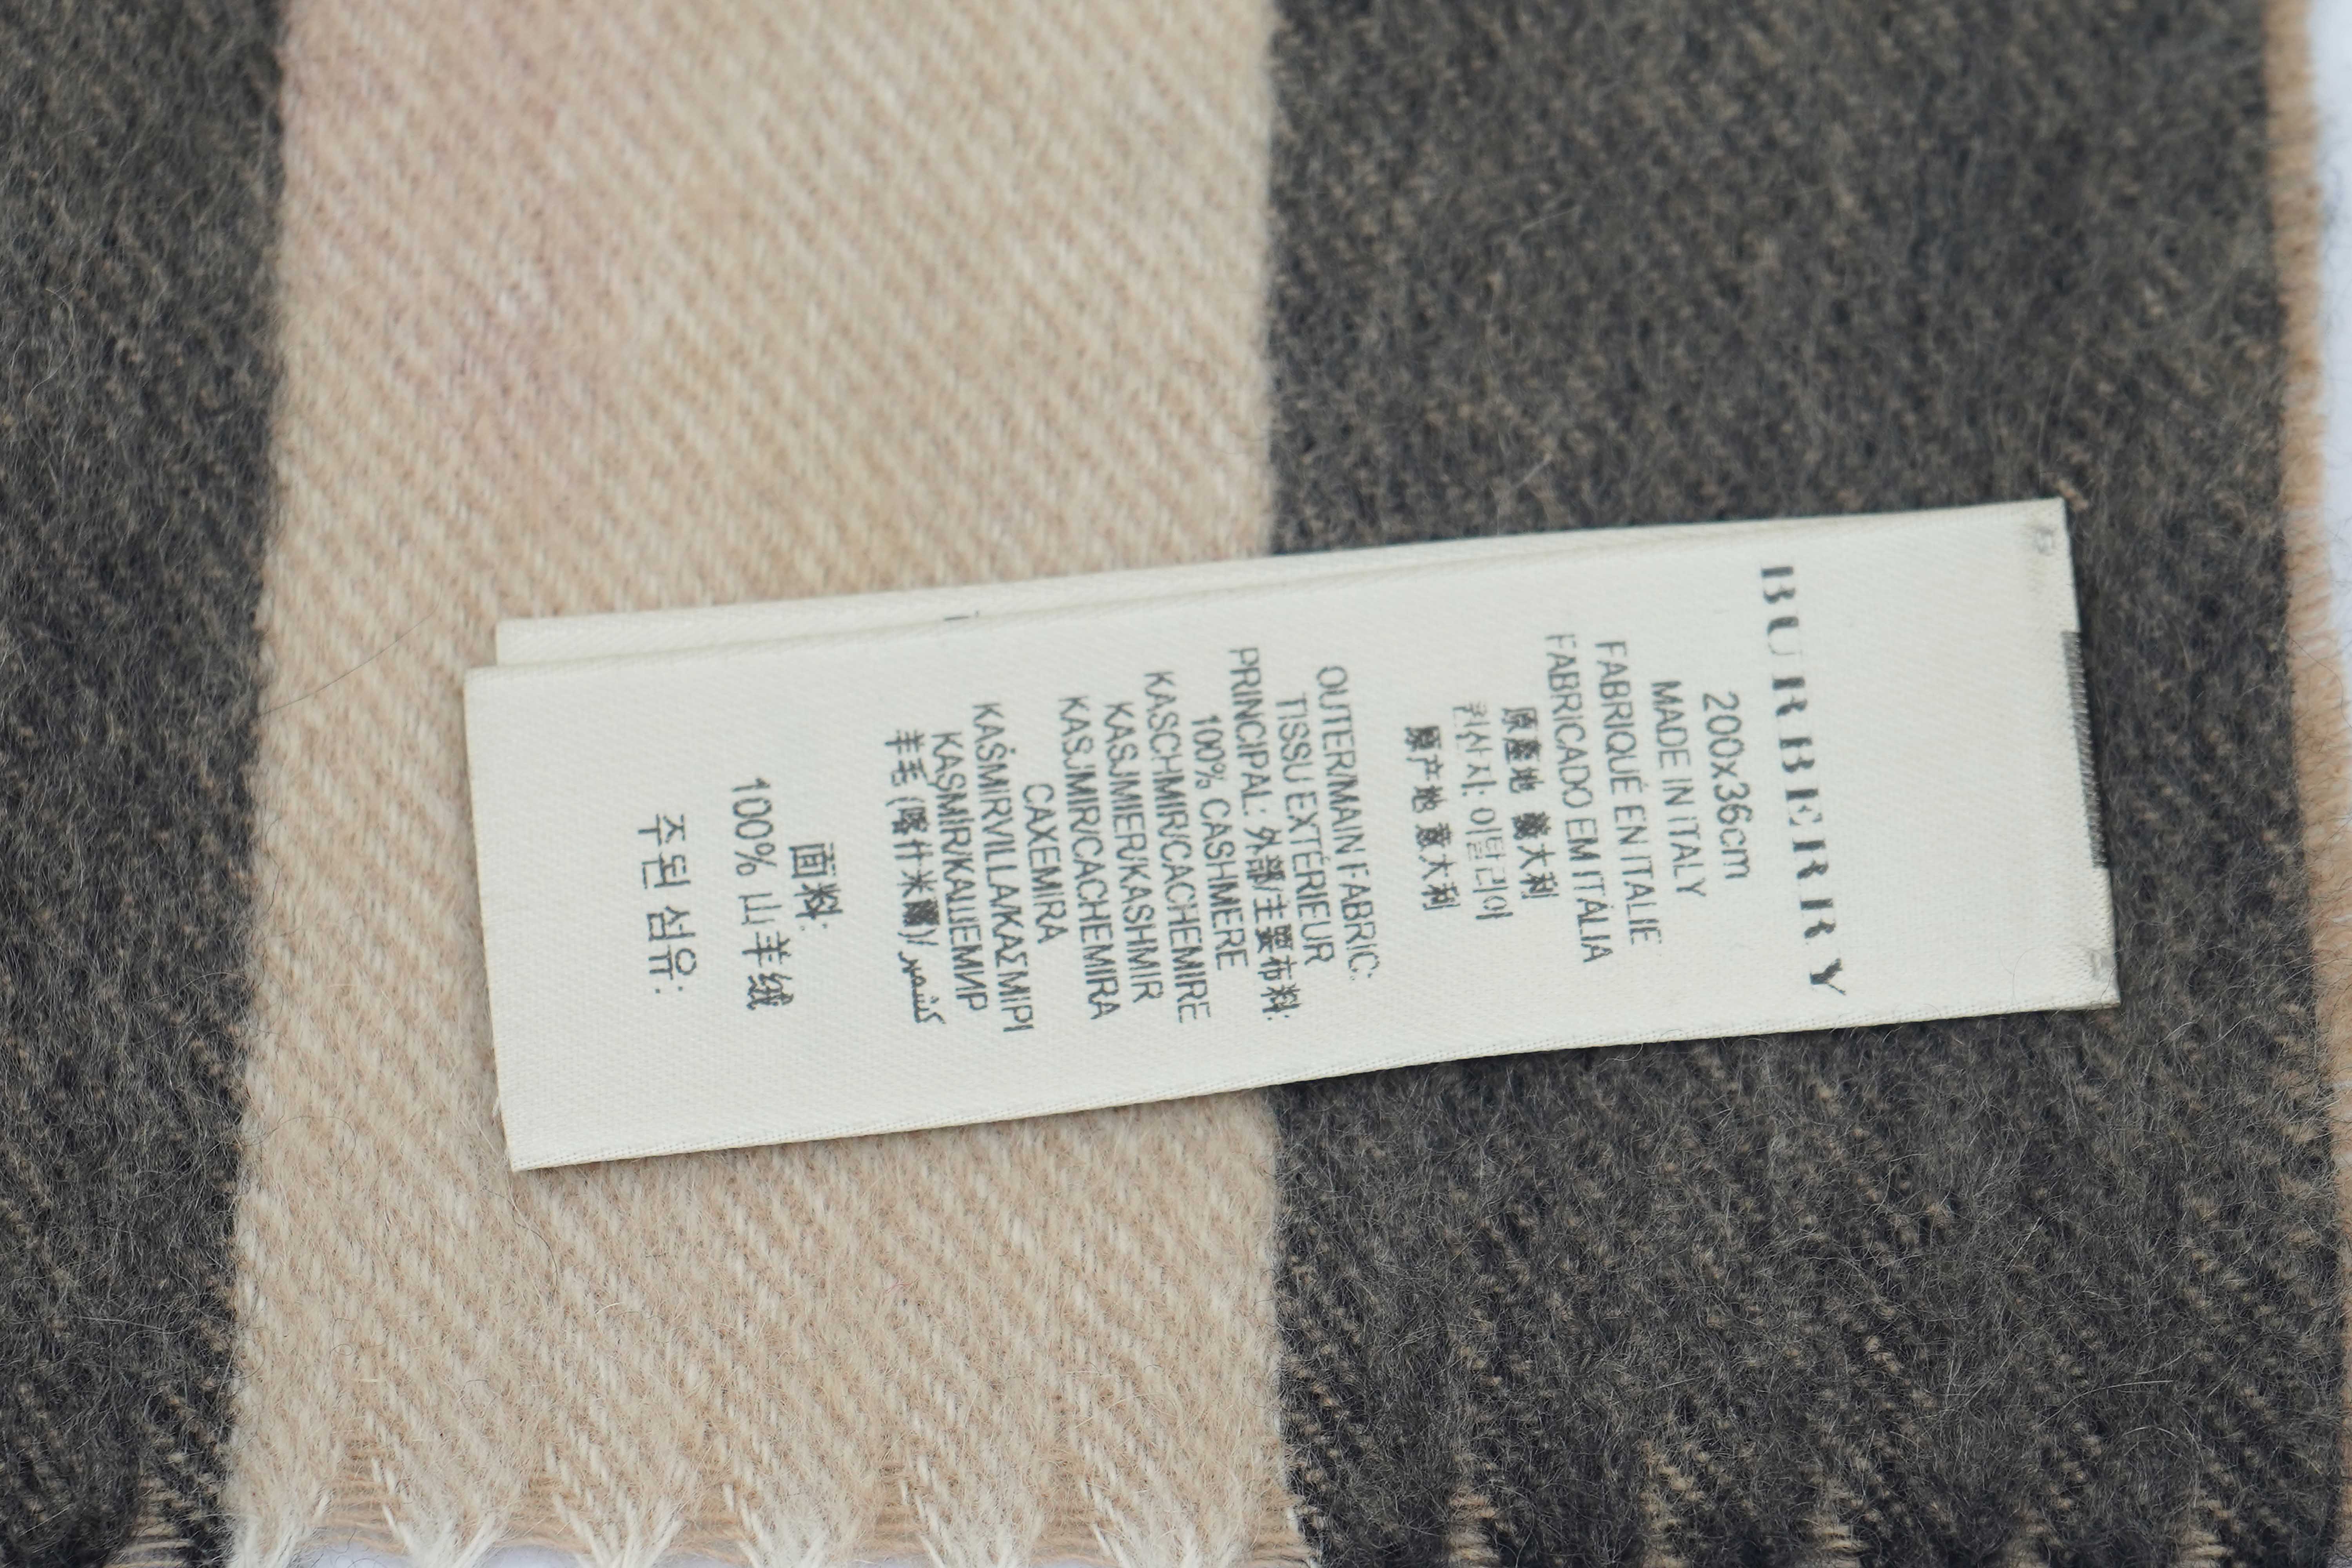 BURBERRY
200x36cm
MADE IN ITALY
FABRIQUÉ EN ITALIE
FABRICADO EM ITÁLIA
原產地 義大利
원산지: 이탈리아
原产地 意大利
OUTER/MAIN FABRIC:
TISSU EXTÉRIEUR
PRINCIPAL: 外部/主要布料:
100% CASHMERE
KASCHMIR/CACHEMIRE
KASJMIER/KASHMIR
KASJMIR/CACHEMIRA
CAXEMIRA
KAŠMIRVILLA/ΚΑΣΜΙΡΙ
KAŞMİR/КАШЕМИР
羊毛 (喀什米爾)/كشمير
面料:
100% 山羊绒
주된 섬유: